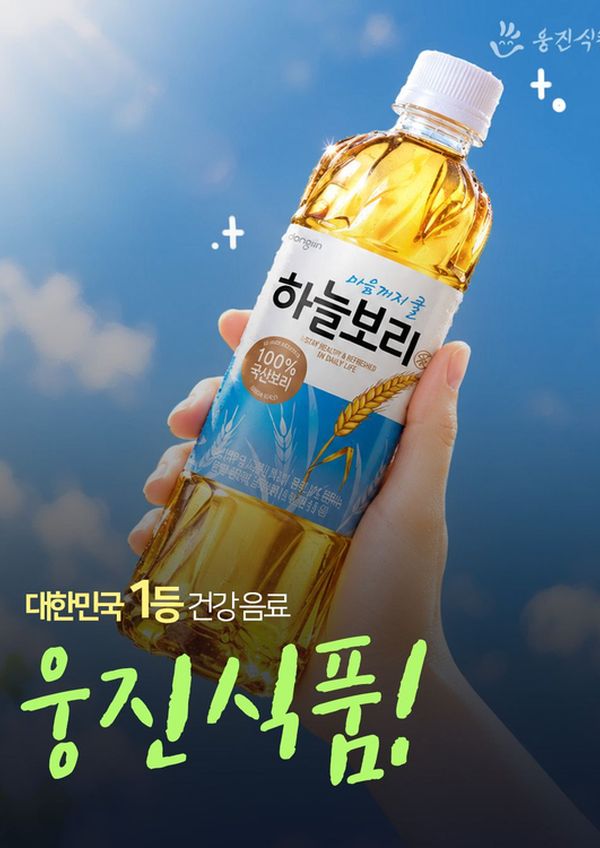 웅진식
dongjin
마음까지 쿨
하늘보리
STAY HEALTHY & REFRESHED
IN DAILY LIFE
100%
국산보리
대한민국 1등 건강음료
웅진식품!